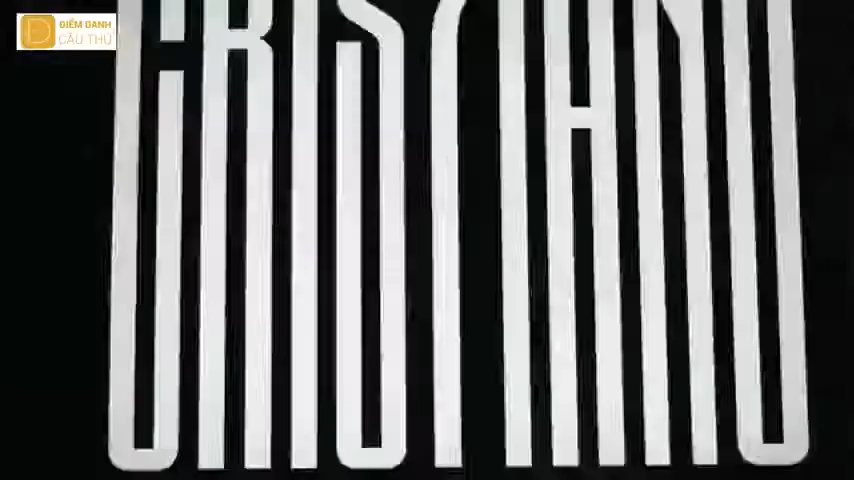 ĐIỂM DANH
CẦU THỦ
CRISTIANO